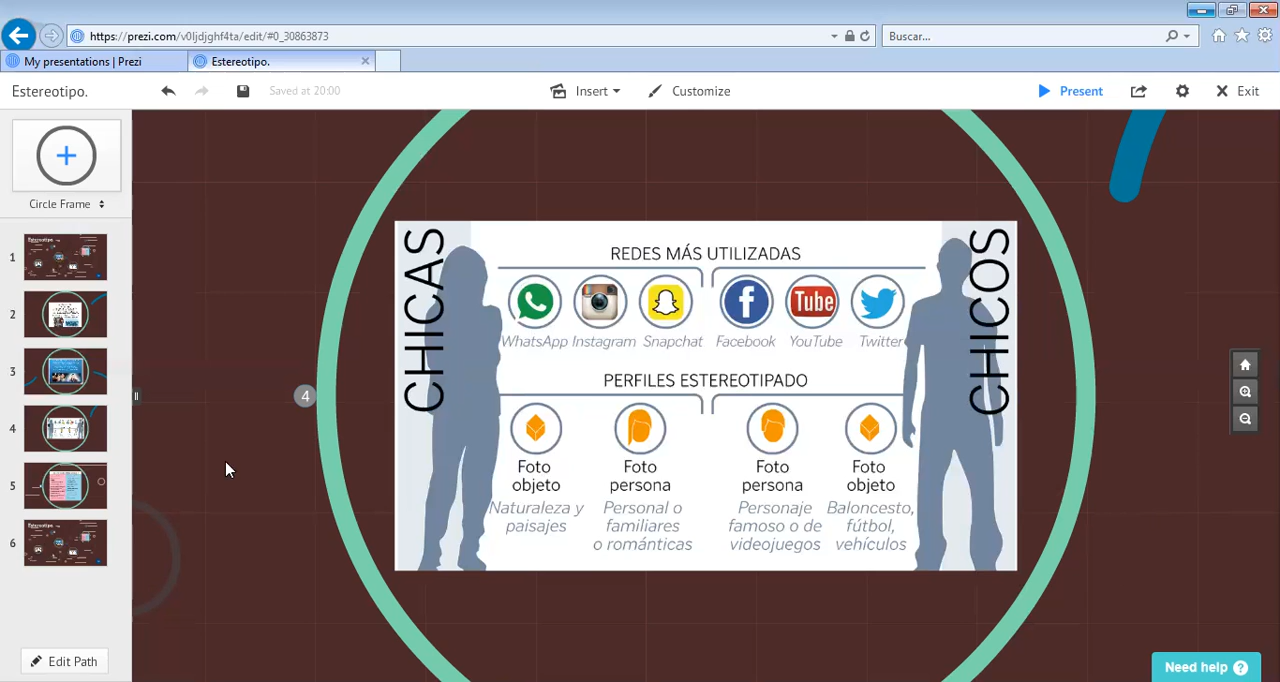 https://prezi.com/v0ljdjghf4ta/edit/#0_30863873
Buscar...
My presentations | Prezi
Estereotipo.
Estereotipo.
Saved at 20:00
Insert
Customize
Present
Exit
Circle Frame
1
2
3
4
5
6
Edit Path
4
CHICAS
CHICOS
REDES MÁS UTILIZADAS
Tube
WhatsApp Instagram Snapchat Facebook YouTube Twitter
PERFILES ESTEREOTIPADO
Foto objeto
Naturaleza y
paisajes
Foto persona
Personal o
familiares
o románticas
Foto persona
Personaje
famoso o de
videojuegos
Foto objeto
Baloncesto,
fútbol,
vehículos
Need help ?